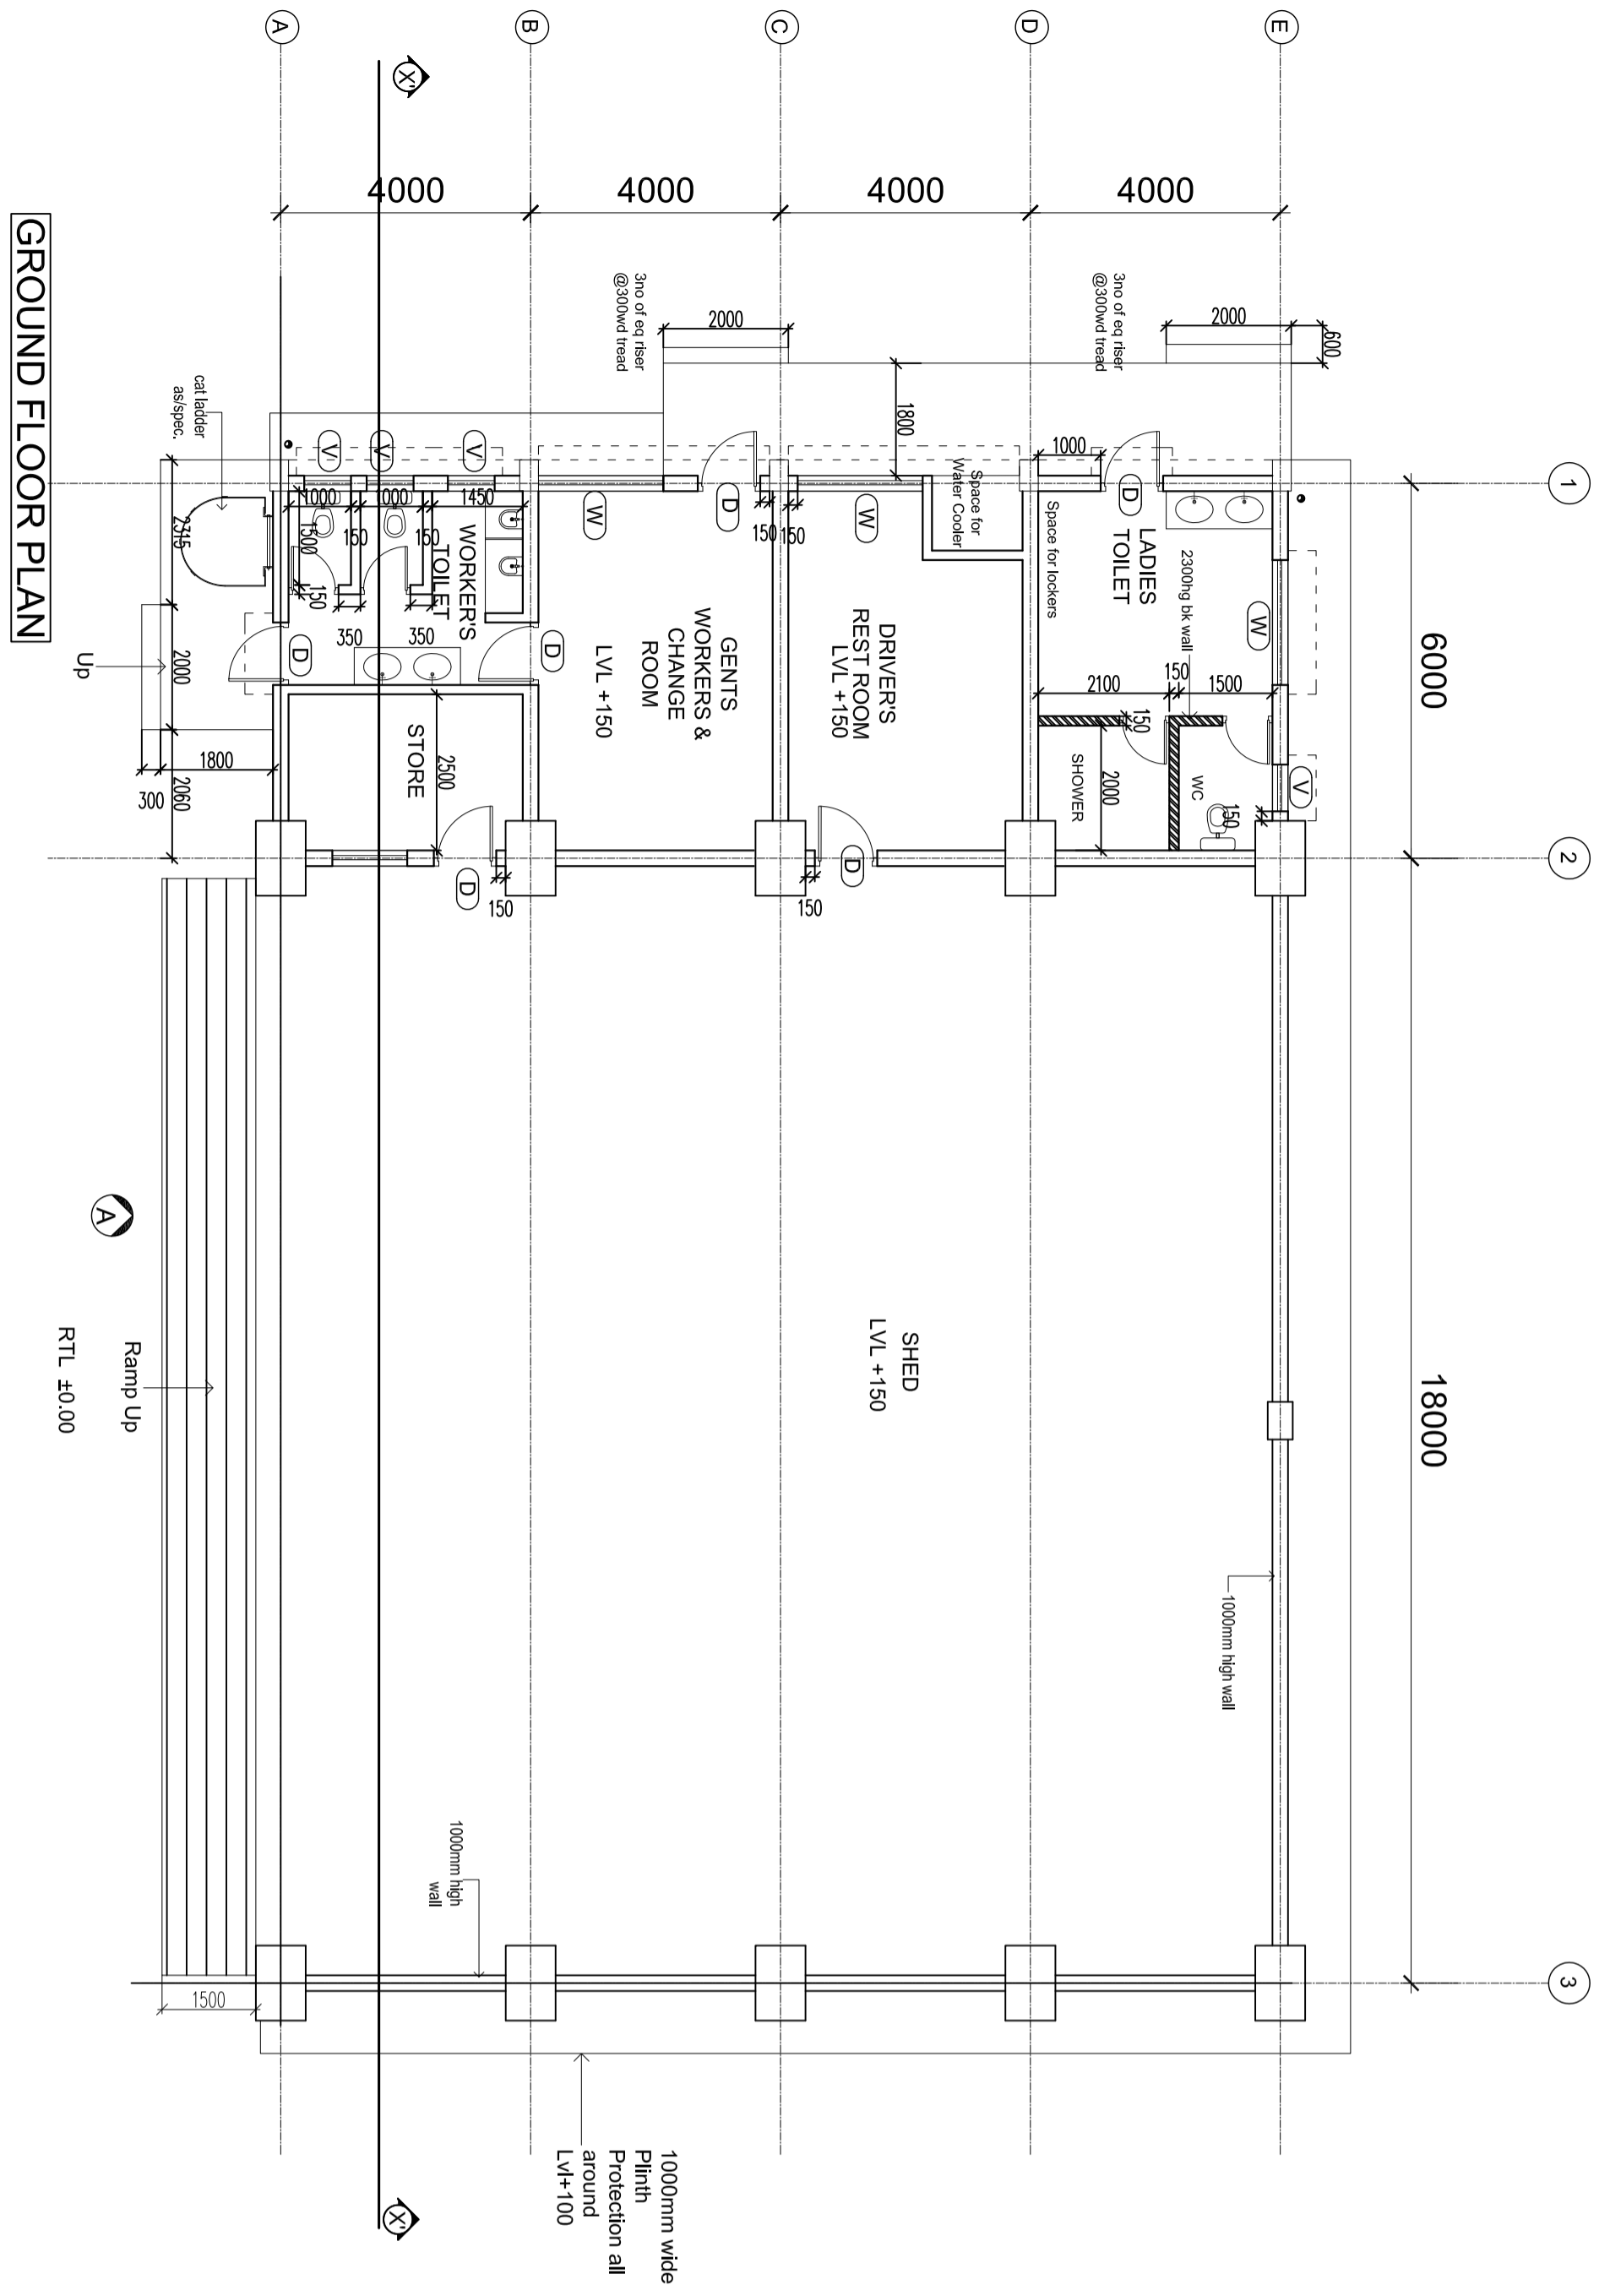 A
B
C
D
E
X'
4000
4000
4000
4000
GROUND FLOOR PLAN
3no of eq riser
@300wd tread
2000
3no of eq riser
@300wd tread
2000
600
1800
1000
cat ladder
as/spec.
V
V
V
W
D
W
D
1
1000
1000
1450
150
150
150
150
1500
150
350
350
2315
WORKER'S
TOILET
Space for
Water Cooler
Space for lockers
LADIES
TOILET
2300hg bk wall
W
6000
GENTS
WORKERS &
CHANGE
ROOM
LVL +150
DRIVER'S
REST ROOM
LVL +150
D
D
Up
2000
2100
150
1500
150
STORE
2500
SHOWER
2000
WC
150
V
1800
300
2060
2
D
150
D
150
SHED
LVL +150
A
Ramp Up
RTL ±0.00
18000
1000mm high wall
1000mm high
wall
3
1500
1000mm wide
Plinth
Protection all
around
Lvl+100
X'